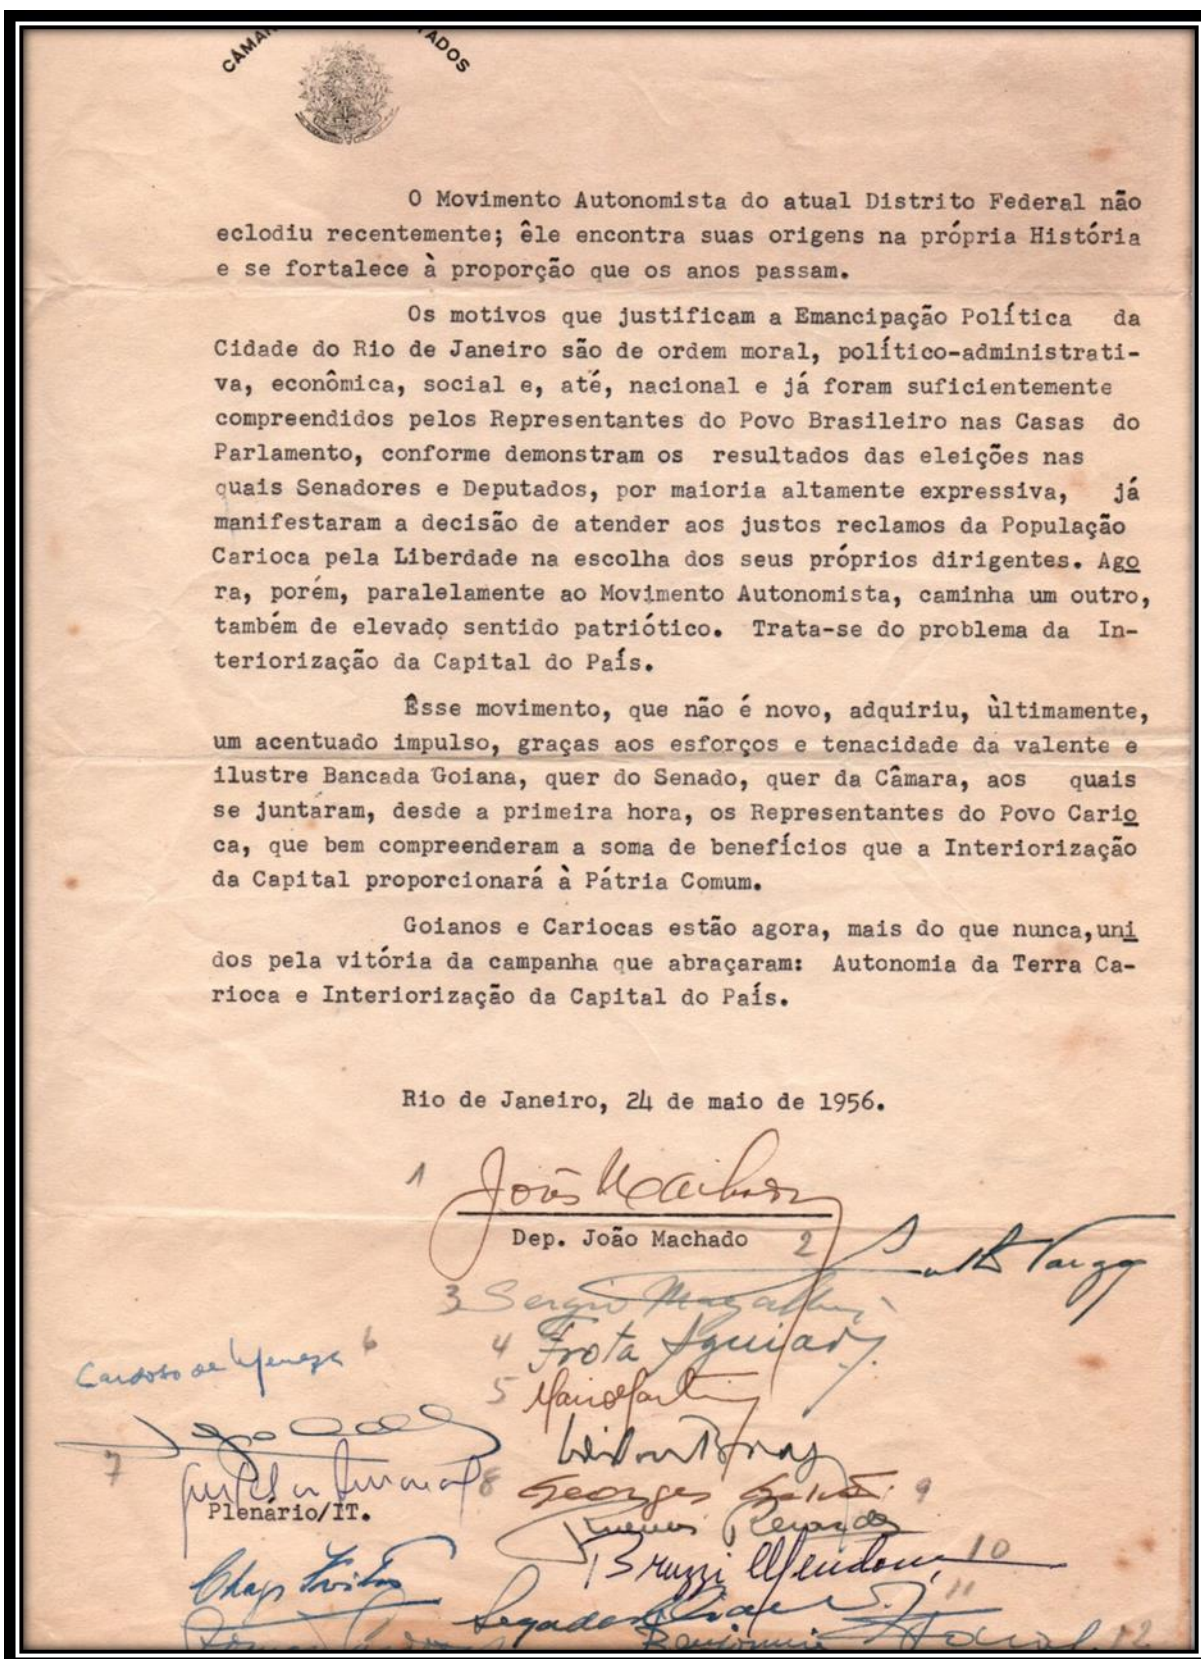 O Movimento Autonomista do atual Distrito Federal não
eclodiu recentemente; êle encontra suas origens na própria História
e se fortalece à proporção que os anos passam.
Os motivos que justificam a Emancipação Política da
Cidade do Rio de Janeiro são de ordem moral, político-administrati-
va, econômica, social e, até, nacional e já foram suficientemente
compreendidos pelos Representantes do Povo Brasileiro nas Casas do
Parlamento, conforme demonstram os resultados das eleições nas
quais Senadores e Deputados, por maioria altamente expressiva, já
manifestaram a decisão de atender aos justos reclamos da População
Carioca pela Liberdade na escolha dos seus próprios dirigentes. Ago
ra, porém, paralelamente ao Movimento Autonomista, caminha um outro,
também de elevado sentido patriótico. Trata-se do problema da In-
teriorização da Capital do País.
Êsse movimento, que não é novo, adquiriu, ùltimamente,
um acentuado impulso, graças aos esforços e tenacidade da valente e
ilustre Bancada Goiana, quer do Senado, quer da Câmara, aos quais
se juntaram, desde a primeira hora, os Representantes do Povo Cario
ca, que bem compreenderam a soma de benefícios que a Interiorização
da Capital proporcionará à Pátria Comum.
Goianos e Cariocas estão agora, mais do que nunca,uni
dos pela vitória da campanha que abraçaram: Autonomia da Terra Ca-
rioca e Interiorização da Capital do País.
Rio de Janeiro, 24 de maio de 1956.
1 João Machado
Dep. João Machado 2
Vargas
3 Sergio Magalhães
4 Frota Aguiar
Cardoso de Menezes 6
5 Mario Martins
7
8 Georges Galvão 9
Plenário/IT.
Bruzzi Mendonça 10
Chagas Freitas
Segadas Viana 11
Benjamin Farah 12